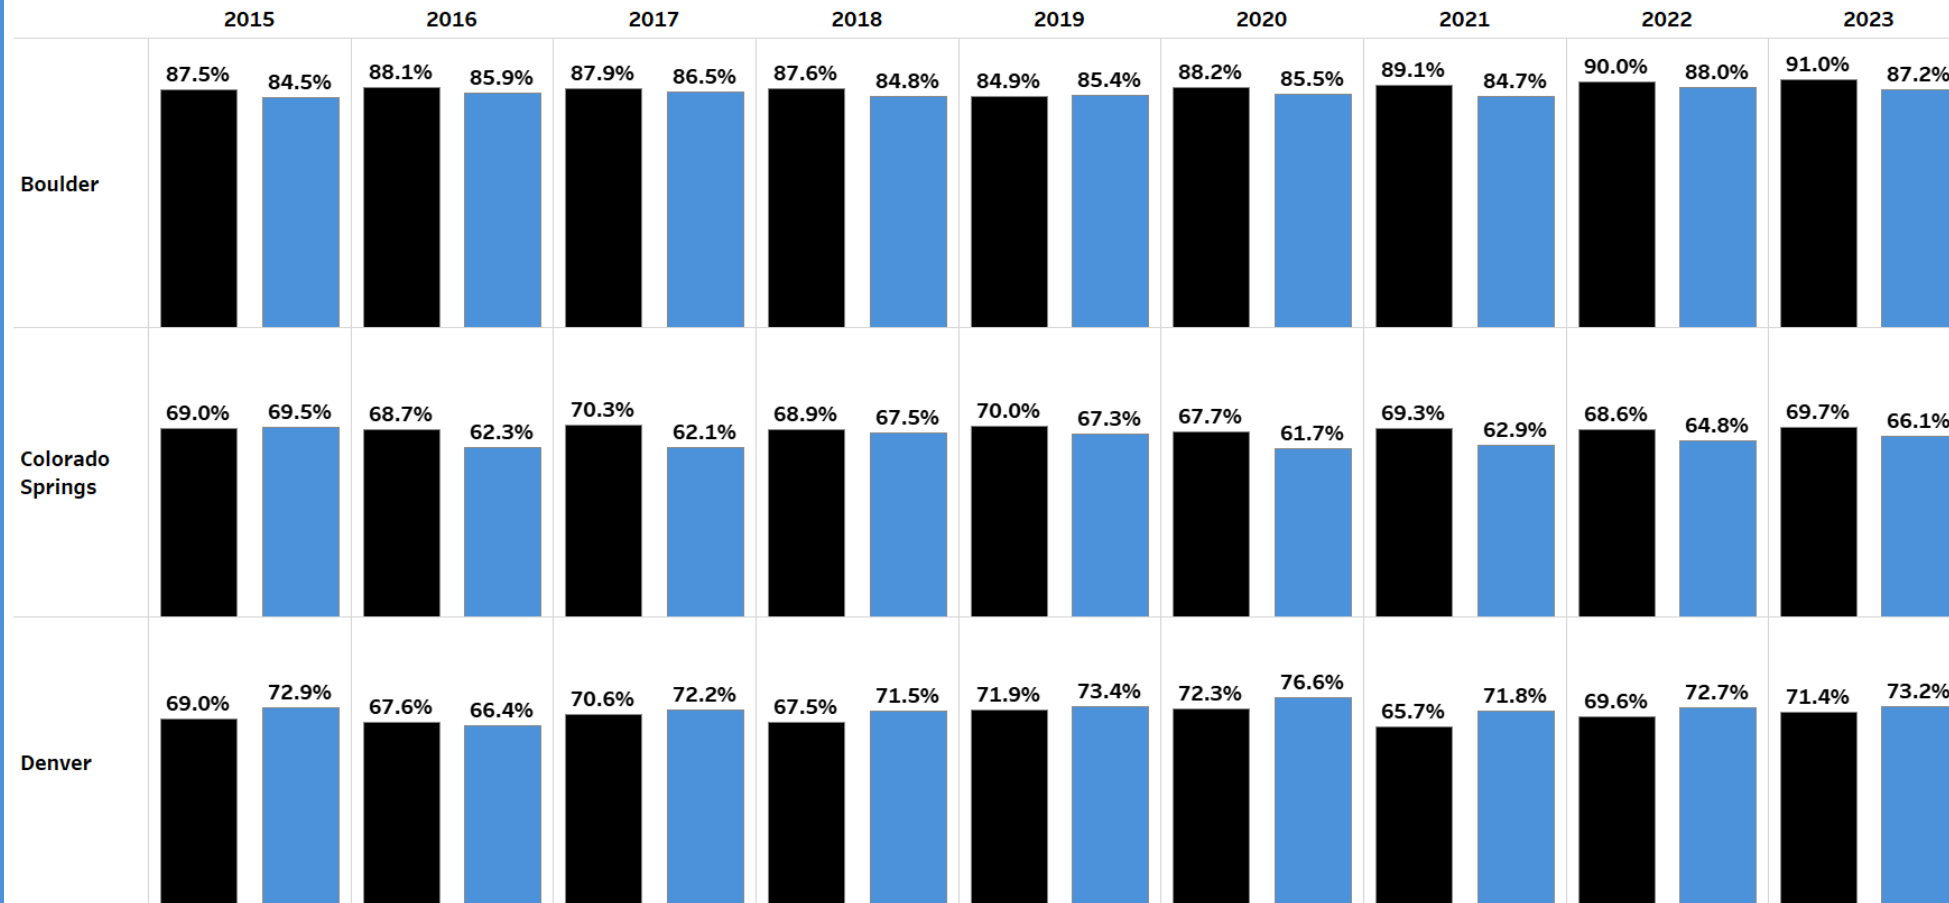 2015 2016 2017 2018 2019 2020 2021 2022 2023
87.5% 84.5% 88.1% 85.9% 87.9% 86.5% 87.6% 84.8% 84.9% 85.4% 88.2% 85.5% 89.1% 84.7% 90.0% 88.0% 91.0% 87.2%
Boulder
69.0% 69.5% 68.7% 62.3% 70.3% 62.1% 68.9% 67.5% 70.0% 67.3% 67.7% 61.7% 69.3% 62.9% 68.6% 64.8% 69.7% 66.1%
Colorado
Springs
69.0% 72.9% 67.6% 66.4% 70.6% 72.2% 67.5% 71.5% 71.9% 73.4% 72.3% 76.6% 65.7% 71.8% 69.6% 72.7% 71.4% 73.2%
Denver